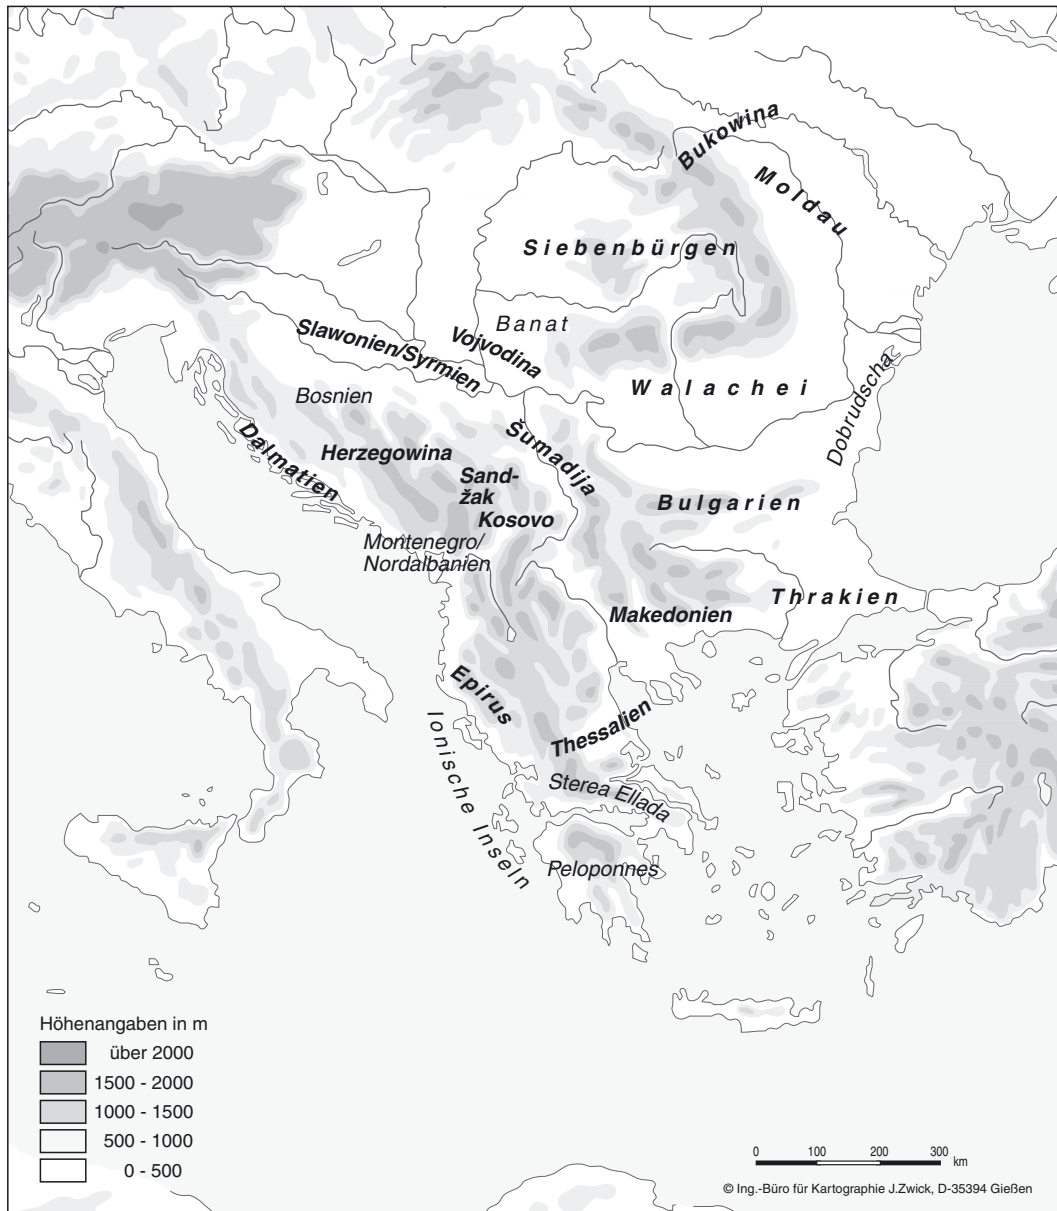 Bukowina
Moldau
Siebenbürgen
Banat
Vojvodina
Slawonien/Syrmien
Walachei
Dobrudscha
Bosnien
Dalmatien
Herzegowina
Šumadija
Sand-
žak
Kosovo
Bulgarien
Montenegro/
Nordalbanien
Thrakien
Makedonien
Epirus
Ionische Inseln
Thessalien
Sterea Ellada
Peloponnes
Höhenangaben in m
über 2000
1500 - 2000
1000 - 1500
500 - 1000
0 - 500
0 100 200 300
km
© Ing.-Büro für Kartographie J.Zwick, D-35394 Gießen